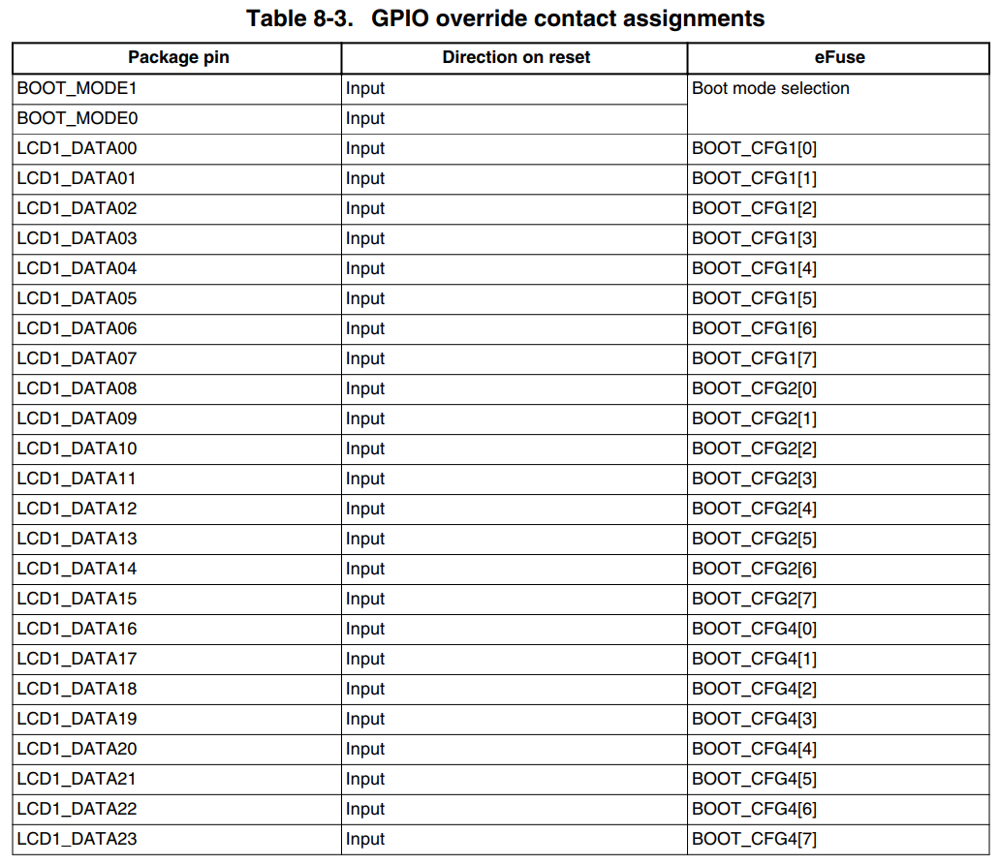 Table 8-3. GPIO override contact assignments
Package pin Direction on reset eFuse
BOOT_MODE1 Input Boot mode selection
BOOT_MODE0 Input
LCD1_DATA00 Input BOOT_CFG1[0]
LCD1_DATA01 Input BOOT_CFG1[1]
LCD1_DATA02 Input BOOT_CFG1[2]
LCD1_DATA03 Input BOOT_CFG1[3]
LCD1_DATA04 Input BOOT_CFG1[4]
LCD1_DATA05 Input BOOT_CFG1[5]
LCD1_DATA06 Input BOOT_CFG1[6]
LCD1_DATA07 Input BOOT_CFG1[7]
LCD1_DATA08 Input BOOT_CFG2[0]
LCD1_DATA09 Input BOOT_CFG2[1]
LCD1_DATA10 Input BOOT_CFG2[2]
LCD1_DATA11 Input BOOT_CFG2[3]
LCD1_DATA12 Input BOOT_CFG2[4]
LCD1_DATA13 Input BOOT_CFG2[5]
LCD1_DATA14 Input BOOT_CFG2[6]
LCD1_DATA15 Input BOOT_CFG2[7]
LCD1_DATA16 Input BOOT_CFG4[0]
LCD1_DATA17 Input BOOT_CFG4[1]
LCD1_DATA18 Input BOOT_CFG4[2]
LCD1_DATA19 Input BOOT_CFG4[3]
LCD1_DATA20 Input BOOT_CFG4[4]
LCD1_DATA21 Input BOOT_CFG4[5]
LCD1_DATA22 Input BOOT_CFG4[6]
LCD1_DATA23 Input BOOT_CFG4[7]